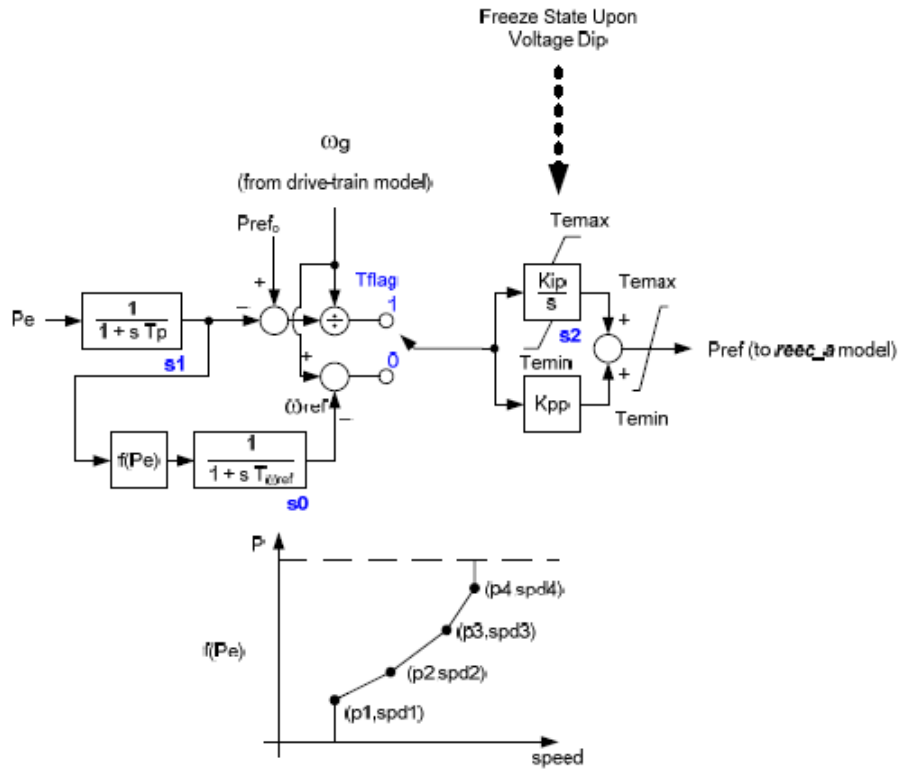 Freeze State Upon
Voltage Dip
ωg
(from drive-train model)
Prefo
Temax
Tflag
1
Kip
s
Temax
Pe
1
1 + s Tp
s1
+
−
÷
0
s2
+
+
Pref (to reec_a model)
Temin
+
ωref
−
Kpp
Temin
f(Pe)
1
1 + s Tωref
s0
P
(p4 spd4)
(p3,spd3)
f(Pe)
(p2 spd2)
(p1,spd1)
speed